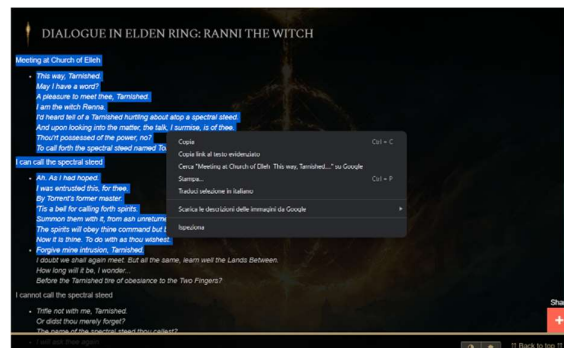 DIALOGUE IN ELDEN RING: RANNI THE WITCH
Meeting at Church of Elleh
This way, Tarnished.
May I have a word?
A pleasure to meet thee, Tarnished.
I am the witch Renna.
I'd heard tell of a Tarnished hurtling about atop a spectral steed.
And upon looking into the matter, the talk, I surmise, is of thee.
Thou'rt possessed of the power, no?
To call forth the spectral steed named
I can call the spectral steed
Ah. As I had hoped.
I was entrusted this, for thee.
By Torrent's former master.
'Tis a bell for calling forth spirits.
Summon them with it, from ash
The spirits will obey thine command but
Now it is thine. To do with as thou wishest.
Forgive mine intrusion, Tarnished.
I doubt we shall again meet. But all the same, learn well the Lands Between.
How long will it be, I wonder...
Before the Tarnished tire of obeisance to the Two Fingers?
I cannot call the spectral steed
Trifle not with me, Tarnished.
Or didst thou merely forget?
The name of the spectral steed thou callest?
I will ask thee again
Copia Ctrl + C
Copia link al testo evidenziato
Cerca "Meeting at Church of Elleh This way, Tarnished...." su Google
Stampa... Ctrl + P
Traduci selezione in italiano
Scarica le descrizioni delle immagini da Google
Ispeziona
Sha
+
Back to top